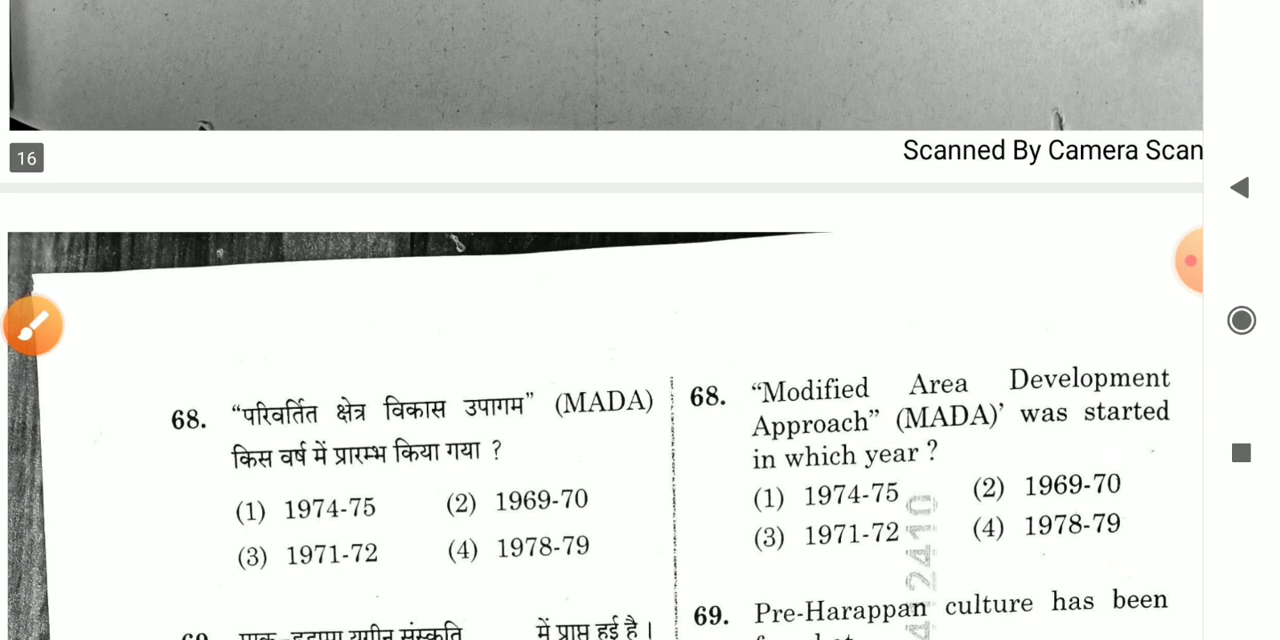 Scanned By Camera Scan
16
68. “परिवर्तित क्षेत्र विकास उपागम” (MADA)
किस वर्ष में प्रारम्भ किया गया ?
(1) 1974-75 (2) 1969-70
(3) 1971-72 (4) 1978-79
में प्राप्त हुई है ।
68. “Modified Area Development
Approach” (MADA)’ was started
in which year ?
(1) 1974-75 (2) 1969-70
(3) 1971-72 (4) 1978-79
412410
69. Pre-Harappan culture has been